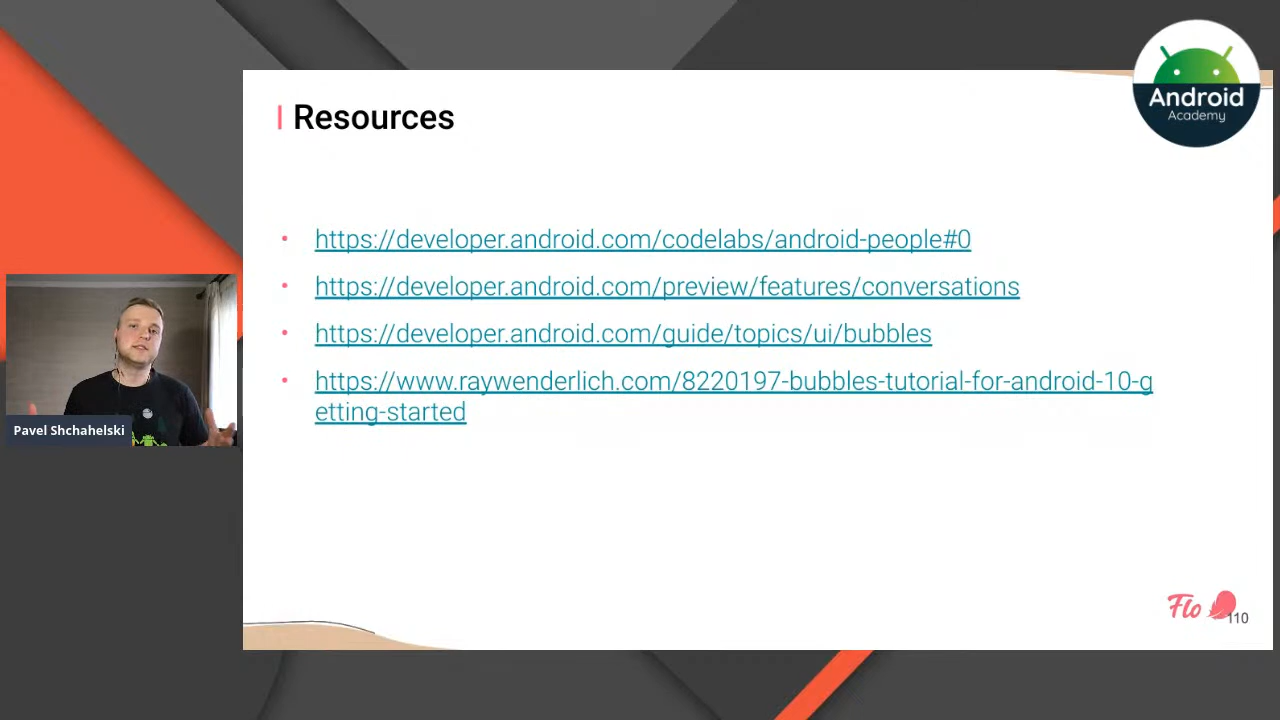 Android
Academy
Resources
• https://developer.android.com/codelabs/android-people#0
• https://developer.android.com/preview/features/conversations
• https://developer.android.com/guide/topics/ui/bubbles
• https://www.raywenderlich.com/8220197-bubbles-tutorial-for-android-10-g
etting-started
Pavel Shchahelski
Flo
110